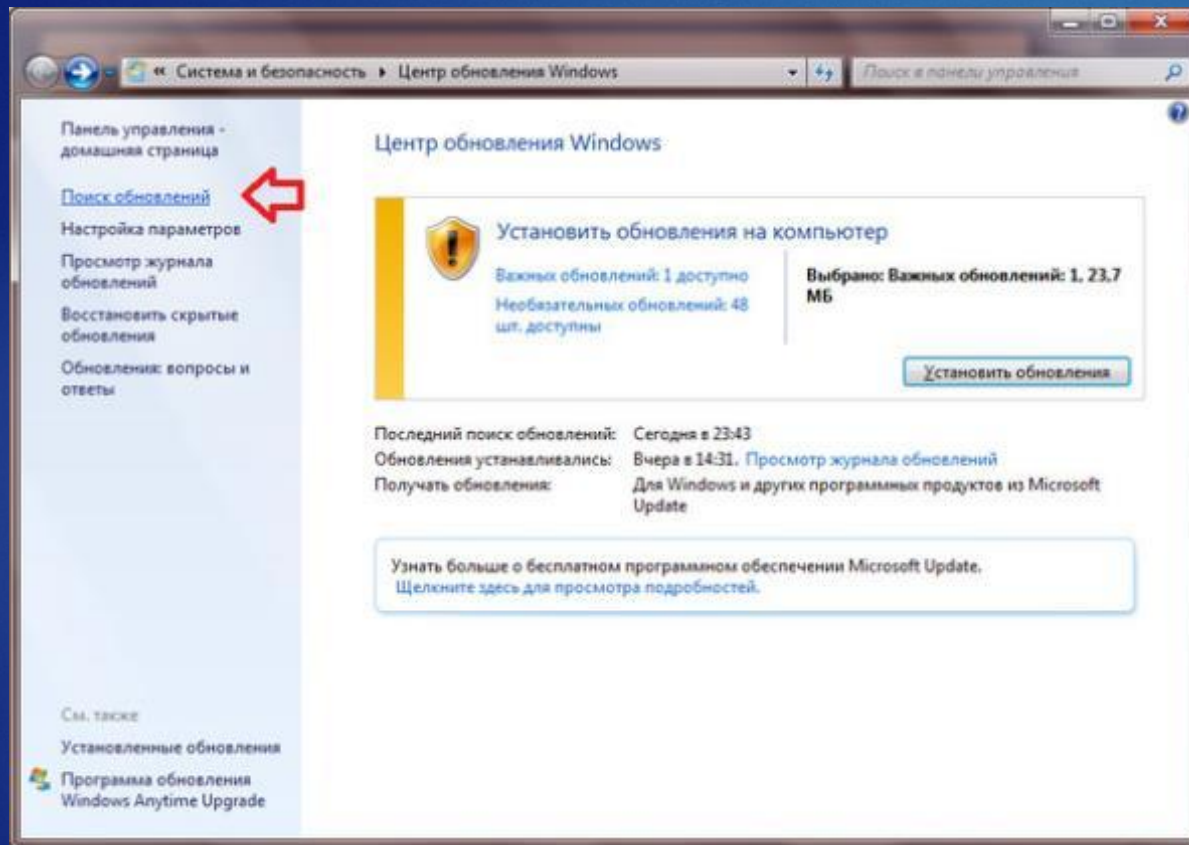 « Система и безопасность ▸ Центр обновления Windows
Поиск в панели управления
Панель управления -
домашняя страница
Поиск обновлений
Настройка параметров
Просмотр журнала
обновлений
Восстановить скрытые
обновления
Обновления: вопросы и
ответы
Центр обновления Windows
Установить обновления на компьютер
Важных обновлений: 1 доступно
Необязательных обновлений: 48
шт. доступны
Выбрано: Важных обновлений: 1, 23,7
МБ
Установить обновления
Последний поиск обновлений: Сегодня в 23:43
Обновления устанавливались: Вчера в 14:31. Просмотр журнала обновлений
Получать обновления: Для Windows и других программных продуктов из Microsoft
Update
Узнать больше о бесплатном программном обеспечении Microsoft Update.
Щелкните здесь для просмотра подробностей.
См. также
Установленные обновления
Программа обновления
Windows Anytime Upgrade